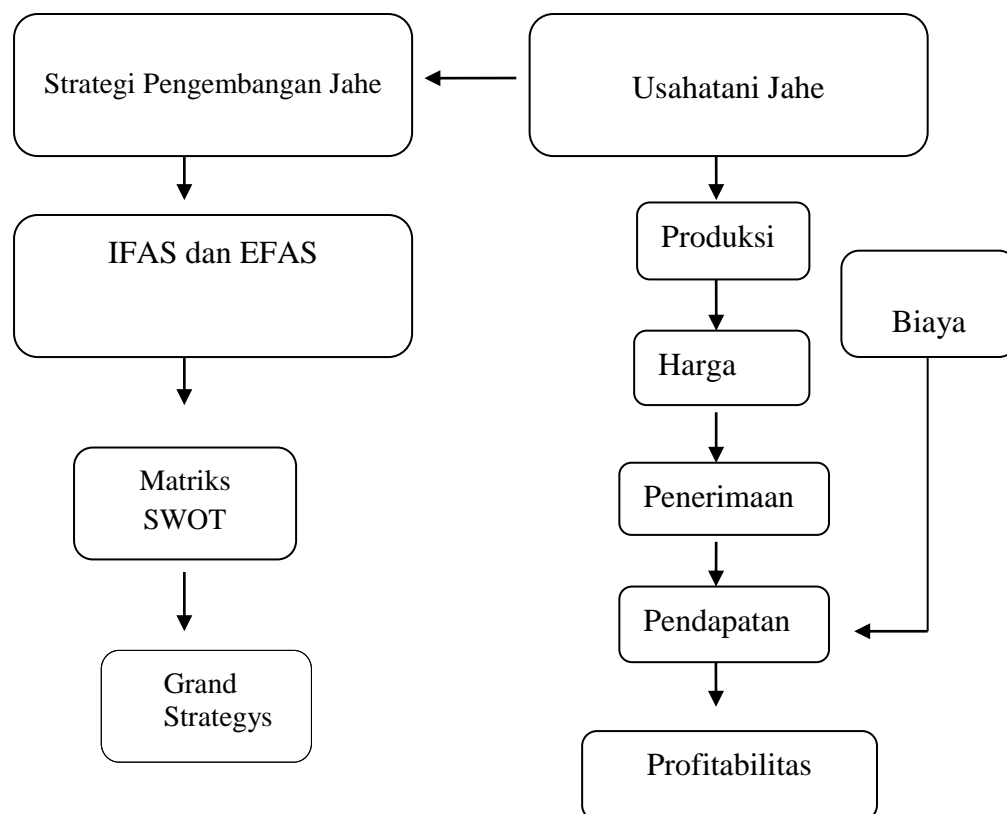 Strategi Pengembangan Jahe
Usahatani Jahe
IFAS dan EFAS
Produksi
Biaya
Harga
Matriks
SWOT
Penerimaan
Pendapatan
Grand
Strategys
Profitabilitas